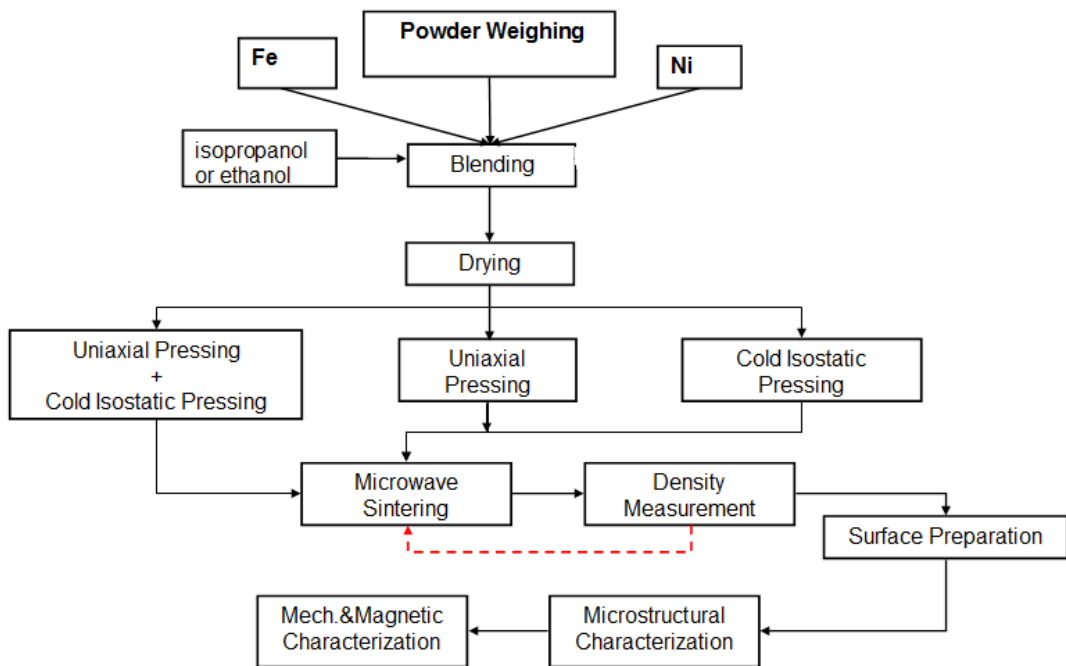 Powder Weighing
Fe
Ni
isopropanol
or ethanol
Blending
Drying
Uniaxial Pressing
+
Cold Isostatic Pressing
Uniaxial
Pressing
Cold Isostatic
Pressing
Microwave
Sintering
Density
Measurement
Surface Preparation
Mech.&Magnetic
Characterization
Microstructural
Characterization